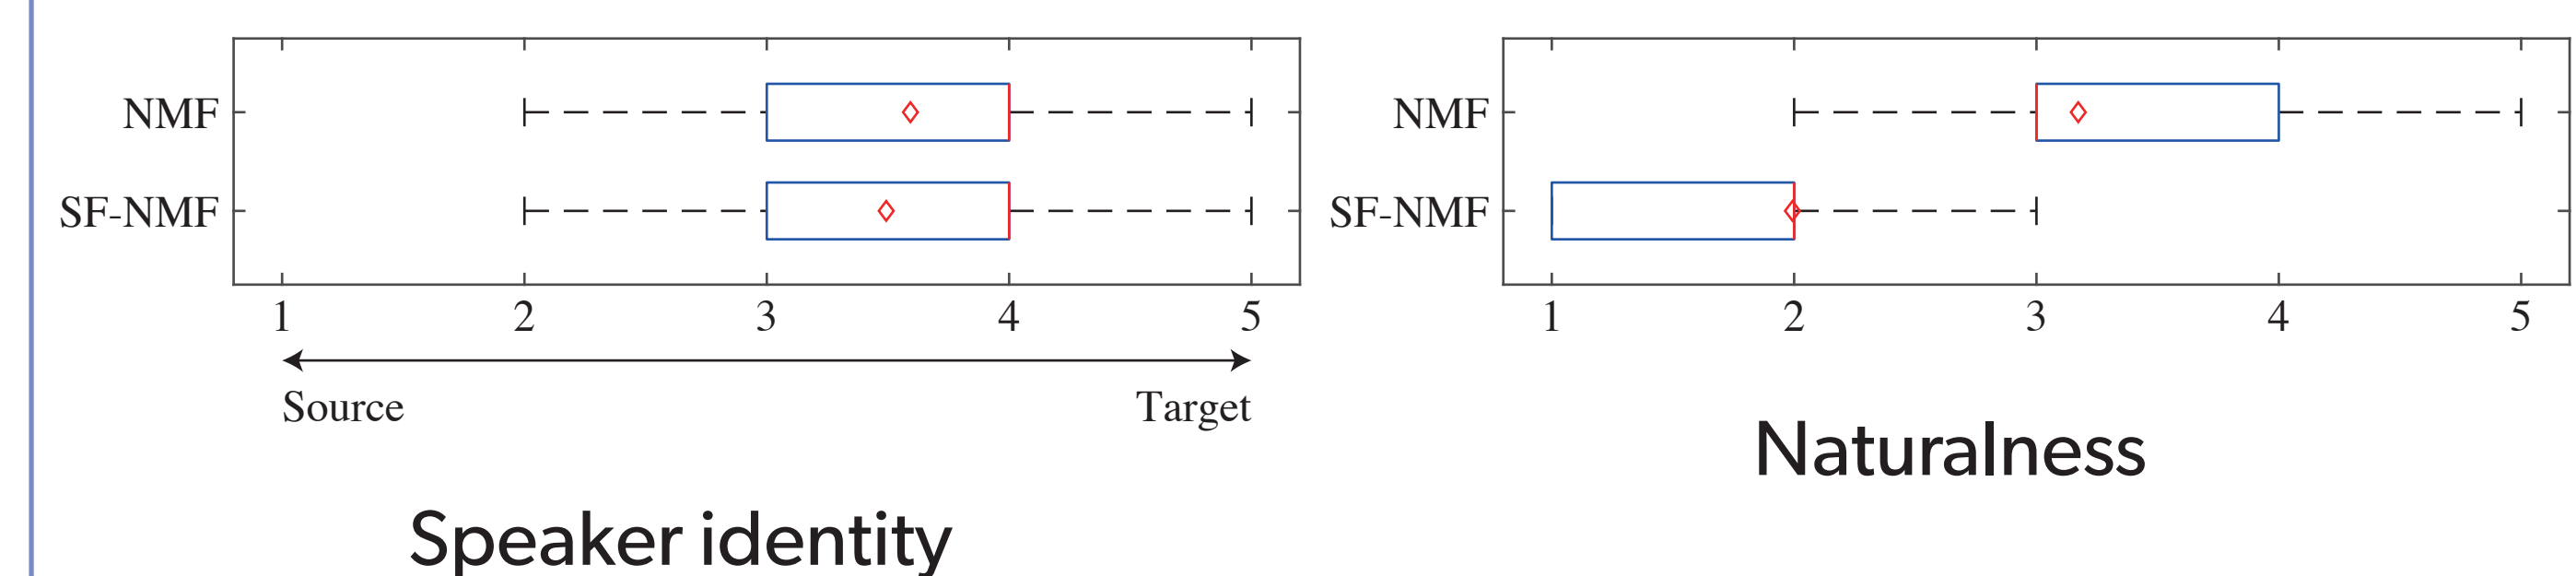 NMF
SF-NMF
1 2 3 4 5
Source Target
Speaker identity
NMF
SF-NMF
1 2 3 4 5
Naturalness